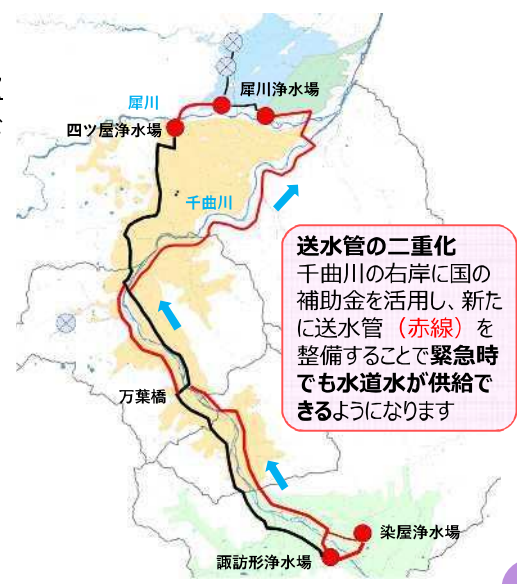 犀川浄水場
犀川
四ツ屋浄水場
千曲川
送水管の二重化
千曲川の右岸に国の
補助金を活用し、新た
に送水管（赤線）を
整備することで緊急時
でも水道水が供給で
きるようになります
万葉橋
染屋浄水場
諏訪形浄水場